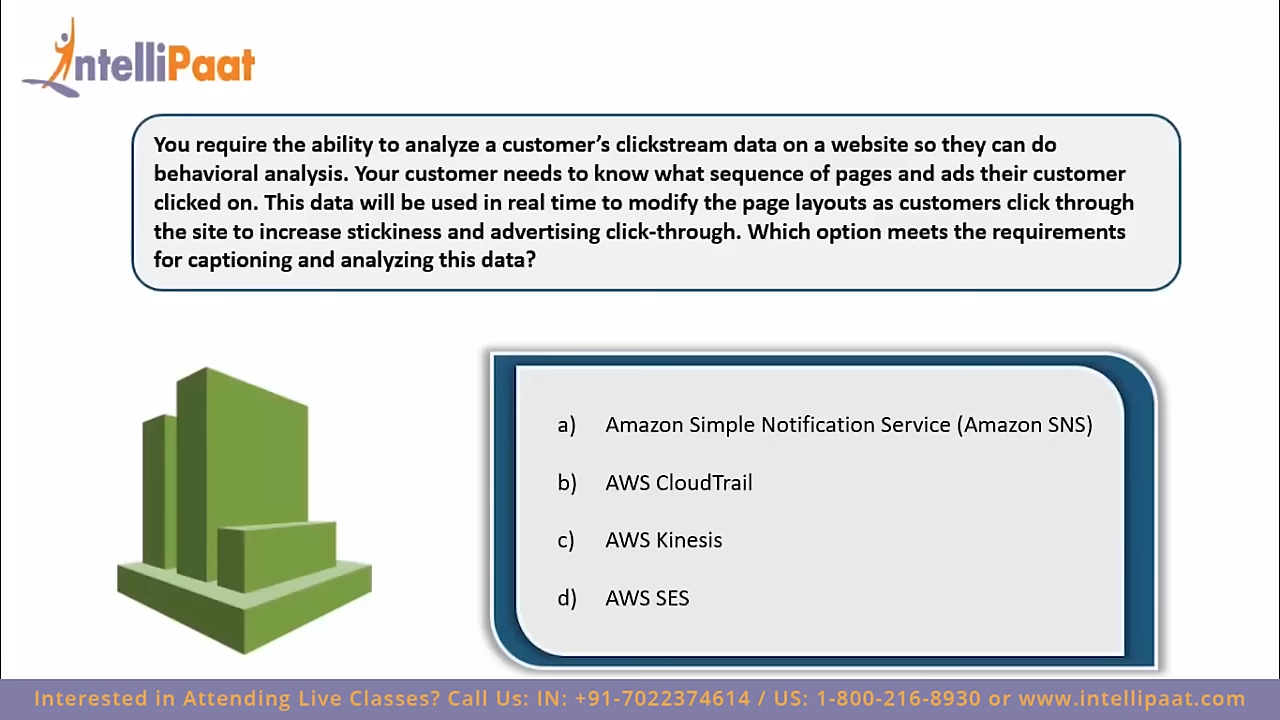 IntelliPaat
You require the ability to analyze a customer’s clickstream data on a website so they can do
behavioral analysis. Your customer needs to know what sequence of pages and ads their customer
clicked on. This data will be used in real time to modify the page layouts as customers click through
the site to increase stickiness and advertising click-through. Which option meets the requirements
for captioning and analyzing this data?
a) Amazon Simple Notification Service (Amazon SNS)
b) AWS CloudTrail
c) AWS Kinesis
d) AWS SES
Interested in Attending Live Classes? Call Us: IN: +91-7022374614 / US: 1-800-216-8930 or www.intellipaat.com